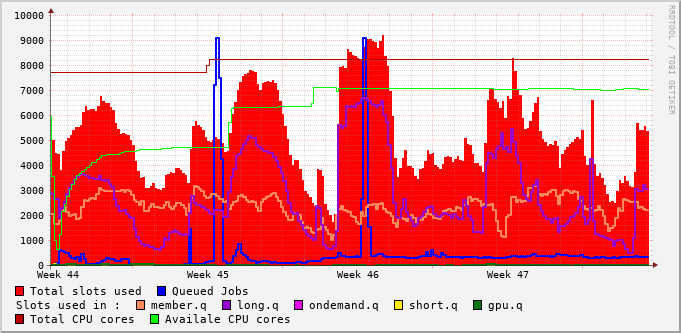 10000
9000
8000
7000
6000
5000
4000
3000
2000
1000
0
Week 44 Week 45 Week 46 Week 47
RRDTOOL / TOBI OETIKER
Total slots used Queued Jobs
Slots used in : member.q long.q ondemand.q short.q gpu.q
Total CPU cores Availale CPU cores